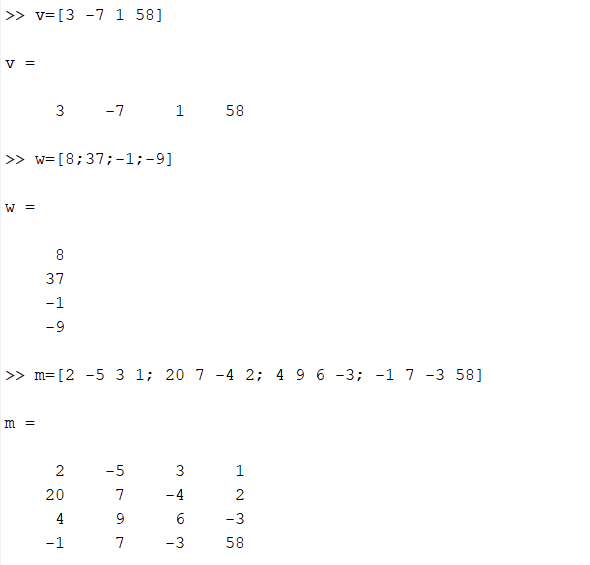 >> v=[3 -7 1 58]
v =
3 -7 1 58
>> w=[8;37;-1;-9]
w =
8
37
-1
-9
>> m=[2 -5 3 1; 20 7 -4 2; 4 9 6 -3; -1 7 -3 58]
m =
2 -5 3 1
20 7 -4 2
4 9 6 -3
-1 7 -3 58